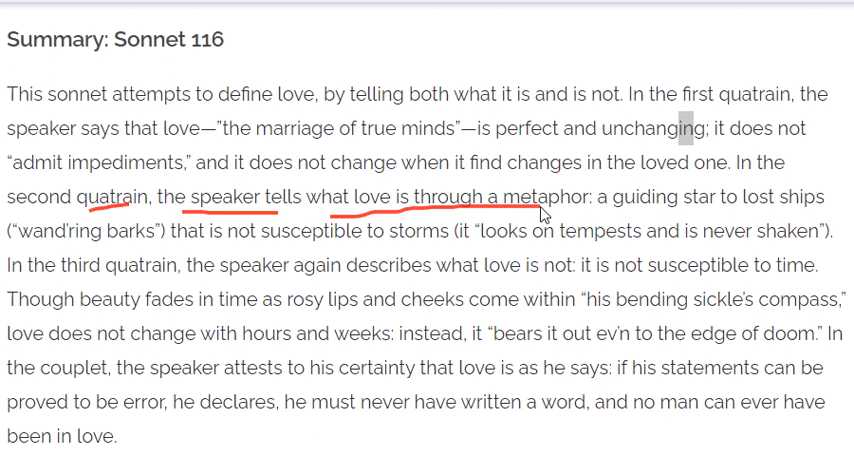 Summary: Sonnet 116
This sonnet attempts to define love, by telling both what it is and is not. In the first quatrain, the
speaker says that love—”the marriage of true minds”—is perfect and unchanging; it does not
“admit impediments,” and it does not change when it find changes in the loved one. In the
second quatrain, the speaker tells what love is through a metaphor: a guiding star to lost ships
(“wand’ring barks”) that is not susceptible to storms (it “looks on tempests and is never shaken”).
In the third quatrain, the speaker again describes what love is not: it is not susceptible to time.
Though beauty fades in time as rosy lips and cheeks come within “his bending sickle’s compass,”
love does not change with hours and weeks: instead, it “bears it out ev’n to the edge of doom.” In
the couplet, the speaker attests to his certainty that love is as he says: if his statements can be
proved to be error, he declares, he must never have written a word, and no man can ever have
been in love.